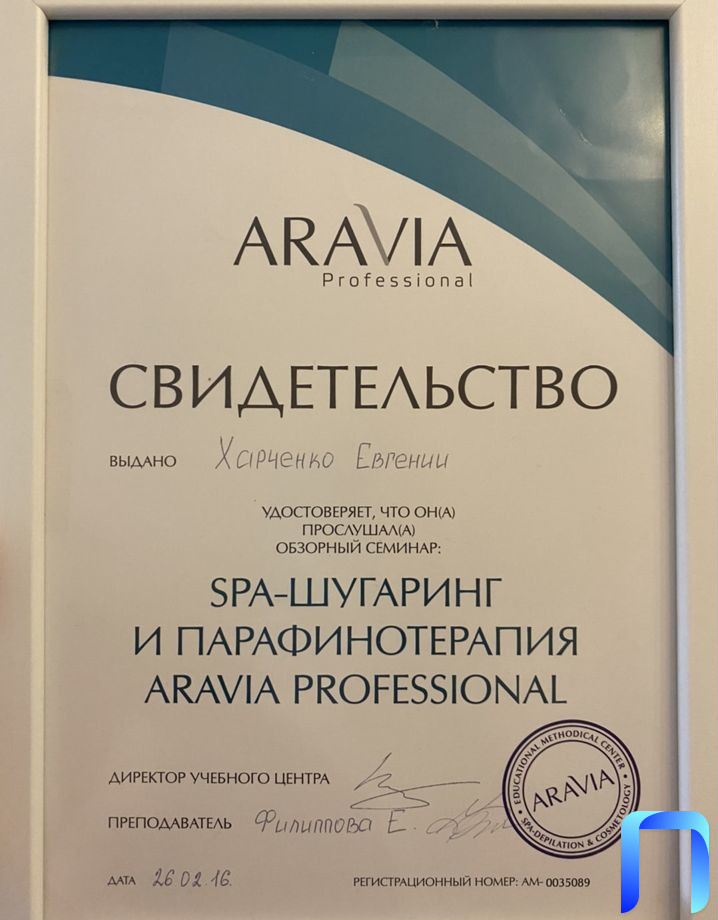 ARAVIA
Professional
СВИДЕТЕЛЬСТВО
ВЫДАНО Харченко Евгении
УДОСТОВЕРЯЕТ, ЧТО ОН(А)
ПРОСЛУШАЛ(А)
ОБЗОРНЫЙ СЕМИНАР:
SPA-ШУГАРИНГ
И ПАРАФИНОТЕРАПИЯ
ARAVIA PROFESSIONAL
ДИРЕКТОР УЧЕБНОГО ЦЕНТРА
ПРЕПОДАВАТЕЛЬ Филиппова Е.
EDUCATIONAL METHODICAL CENTER
ARAVIA
SPA-DEPILATION & COSMETOLOGY
ДАТА 26.02.16.
РЕГИСТРАЦИОННЫЙ НОМЕР: АМ- 0035089